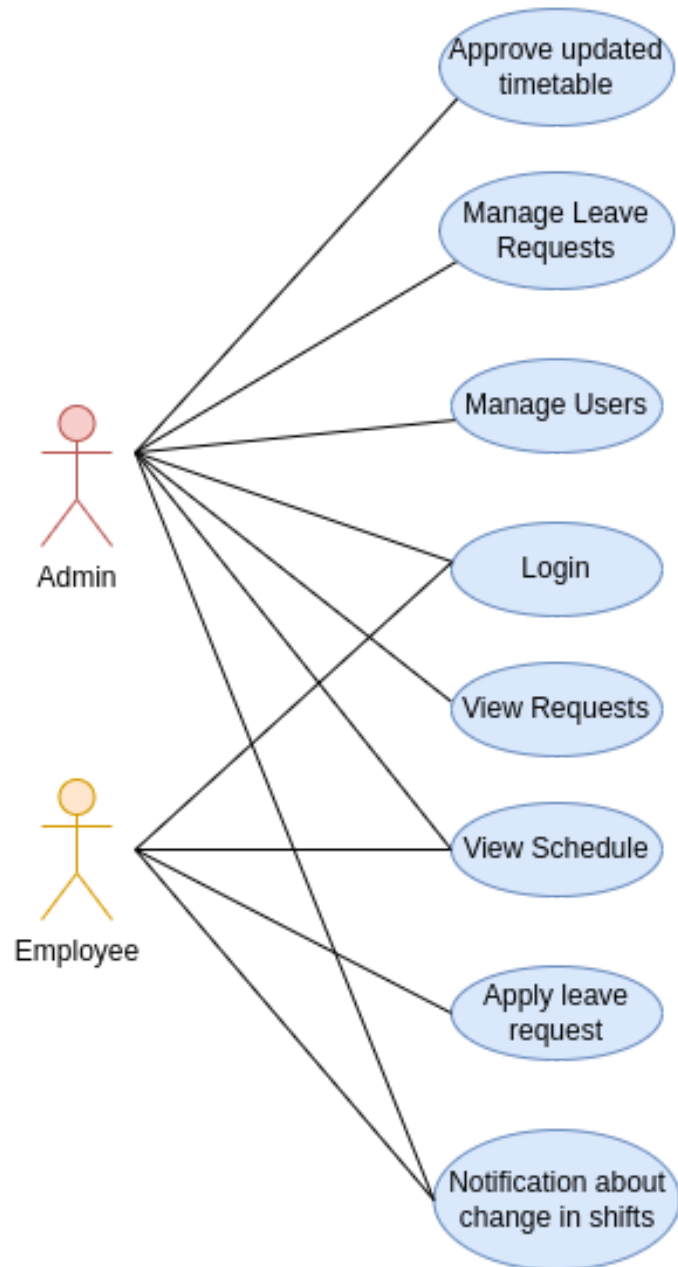 Approve updated
timetable
Manage Leave
Requests
Manage Users
Admin
Login
View Requests
View Schedule
Employee
Apply leave
request
Notification about
change in shifts